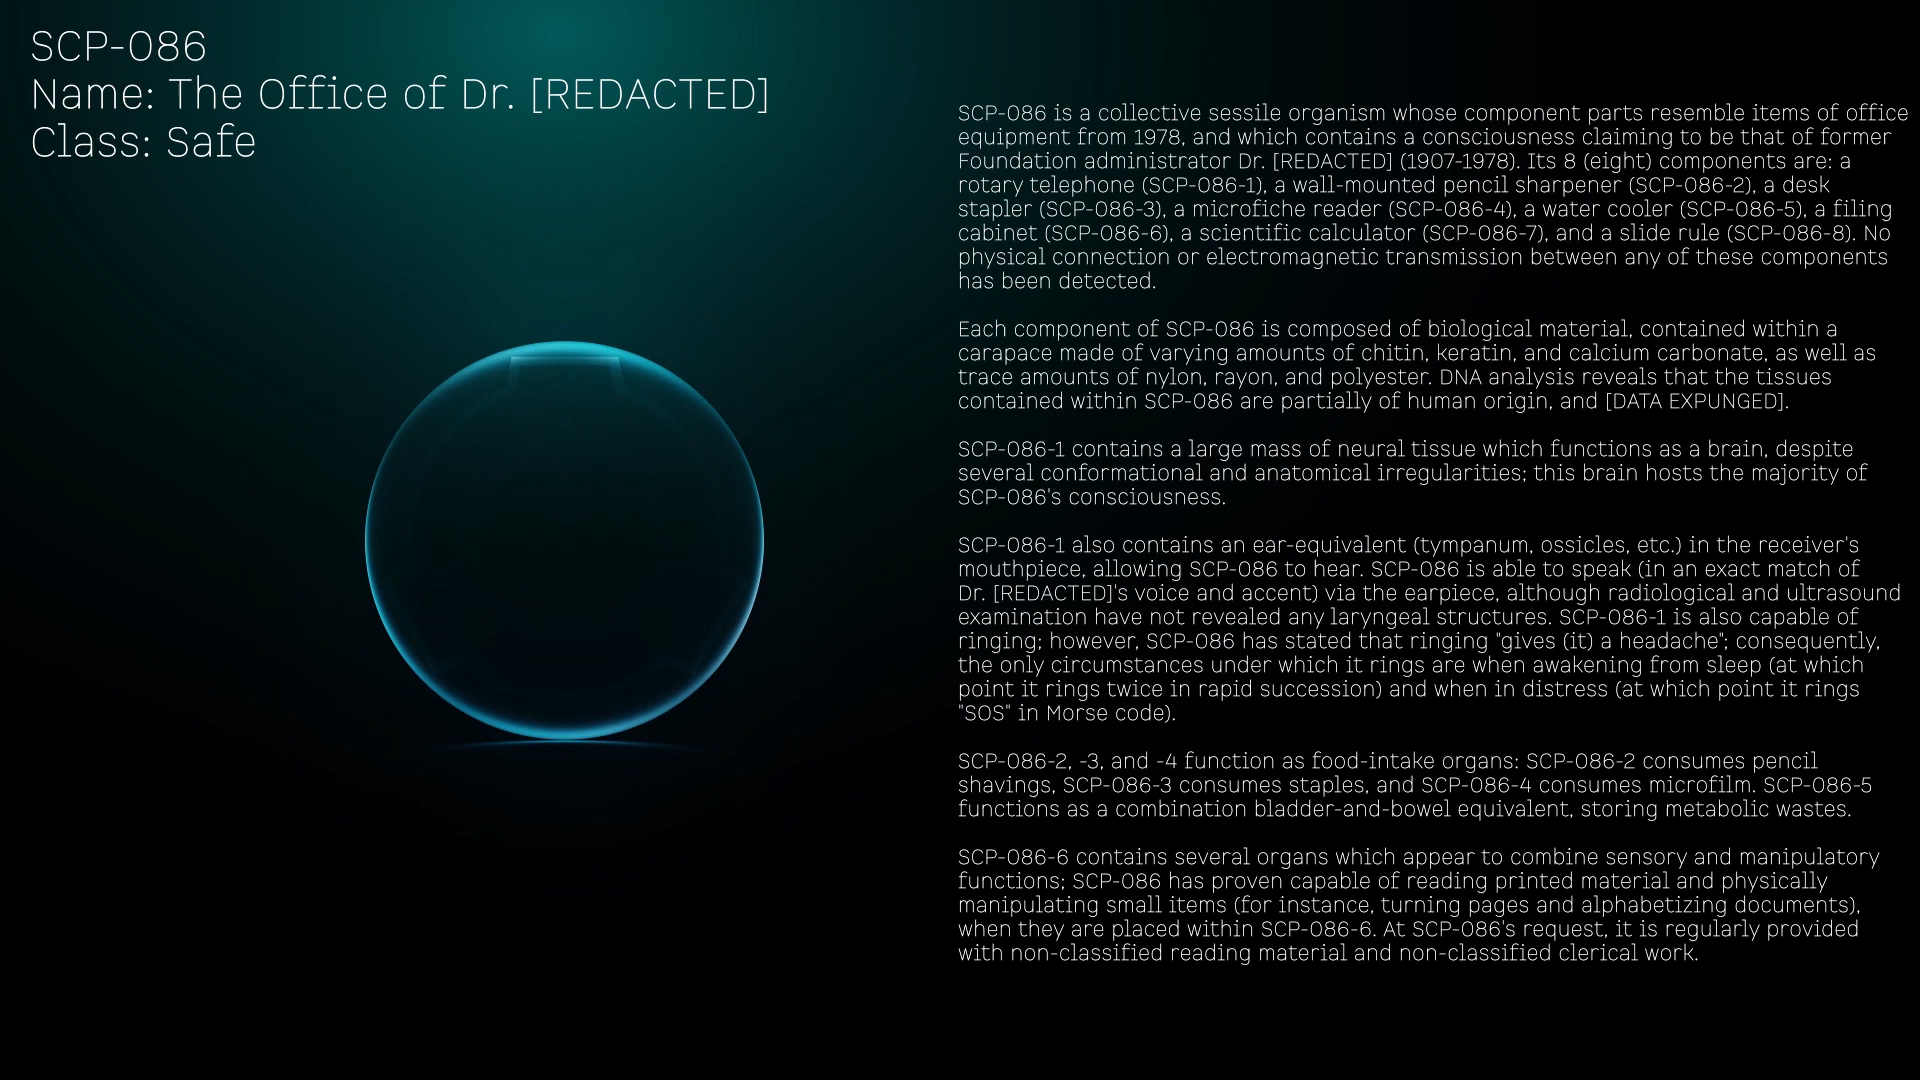 SCP-086
Name: The Office of Dr. [REDACTED]
Class: Safe
SCP-086 is a collective sessile organism whose component parts resemble items of office
equipment from 1978, and which contains a consciousness claiming to be that of former
Foundation administrator Dr. [REDACTED] (1907-1978). Its 8 (eight) components are: a
rotary telephone (SCP-086-1), a wall-mounted pencil sharpener (SCP-086-2), a desk
stapler (SCP-086-3), a microfiche reader (SCP-086-4), a water cooler (SCP-086-5), a filing
cabinet (SCP-086-6), a scientific calculator (SCP-086-7), and a slide rule (SCP-086-8). No
physical connection or electromagnetic transmission between any of these components
has been detected.
Each component of SCP-086 is composed of biological material, contained within a
carapace made of varying amounts of chitin, keratin, and calcium carbonate, as well as
trace amounts of nylon, rayon, and polyester. DNA analysis reveals that the tissues
contained within SCP-086 are partially of human origin, and [DATA EXPUNGED].
SCP-086-1 contains a large mass of neural tissue which functions as a brain, despite
several conformational and anatomical irregularities; this brain hosts the majority of
SCP-086's consciousness.
SCP-086-1 also contains an ear-equivalent (tympanum, ossicles, etc.) in the receiver's
mouthpiece, allowing SCP-086 to hear. SCP-086 is able to speak (in an exact match of
Dr. [REDACTED]'s voice and accent) via the earpiece, although radiological and ultrasound
examination have not revealed any laryngeal structures. SCP-086-1 is also capable of
ringing; however, SCP-086 has stated that ringing "gives (it) a headache"; consequently,
the only circumstances under which it rings are when awakening from sleep (at which
point it rings twice in rapid succession) and when in distress (at which point it rings
"SOS" in Morse code).
SCP-086-2, -3, and -4 function as food-intake organs: SCP-086-2 consumes pencil
shavings, SCP-086-3 consumes staples, and SCP-086-4 consumes microfilm. SCP-086-5
functions as a combination bladder-and-bowel equivalent, storing metabolic wastes.
SCP-086-6 contains several organs which appear to combine sensory and manipulatory
functions; SCP-086 has proven capable of reading printed material and physically
manipulating small items (for instance, turning pages and alphabetizing documents),
when they are placed within SCP-086-6. At SCP-086's request, it is regularly provided
with non-classified reading material and non-classified clerical work.